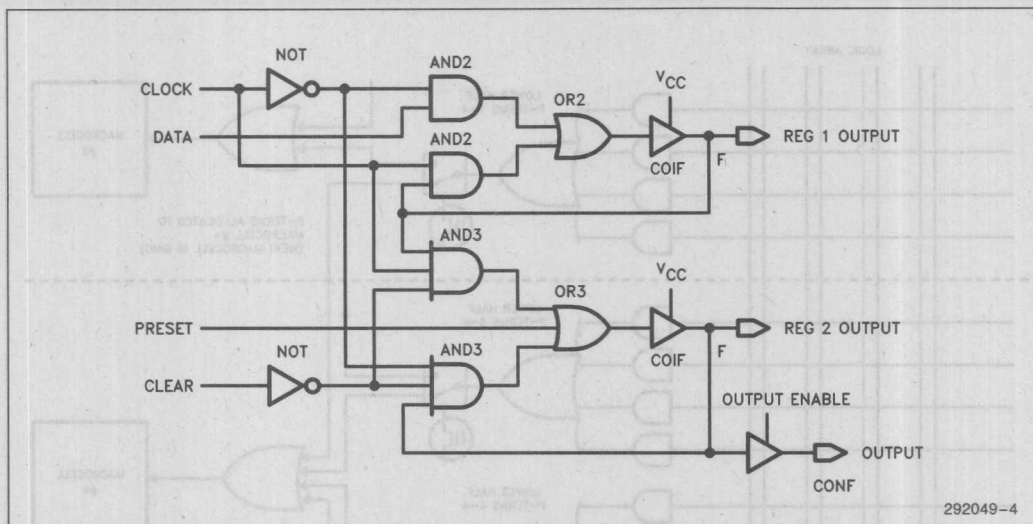 NOT
AND2
CLOCK
OR2
VCC
REG 1 OUTPUT
DATA
AND2
F
COIF
AND3
VCC
OR3
PRESET
REG 2 OUTPUT
NOT
AND3
COIF
F
CLEAR
OUTPUT ENABLE
OUTPUT
CONF
292049-4